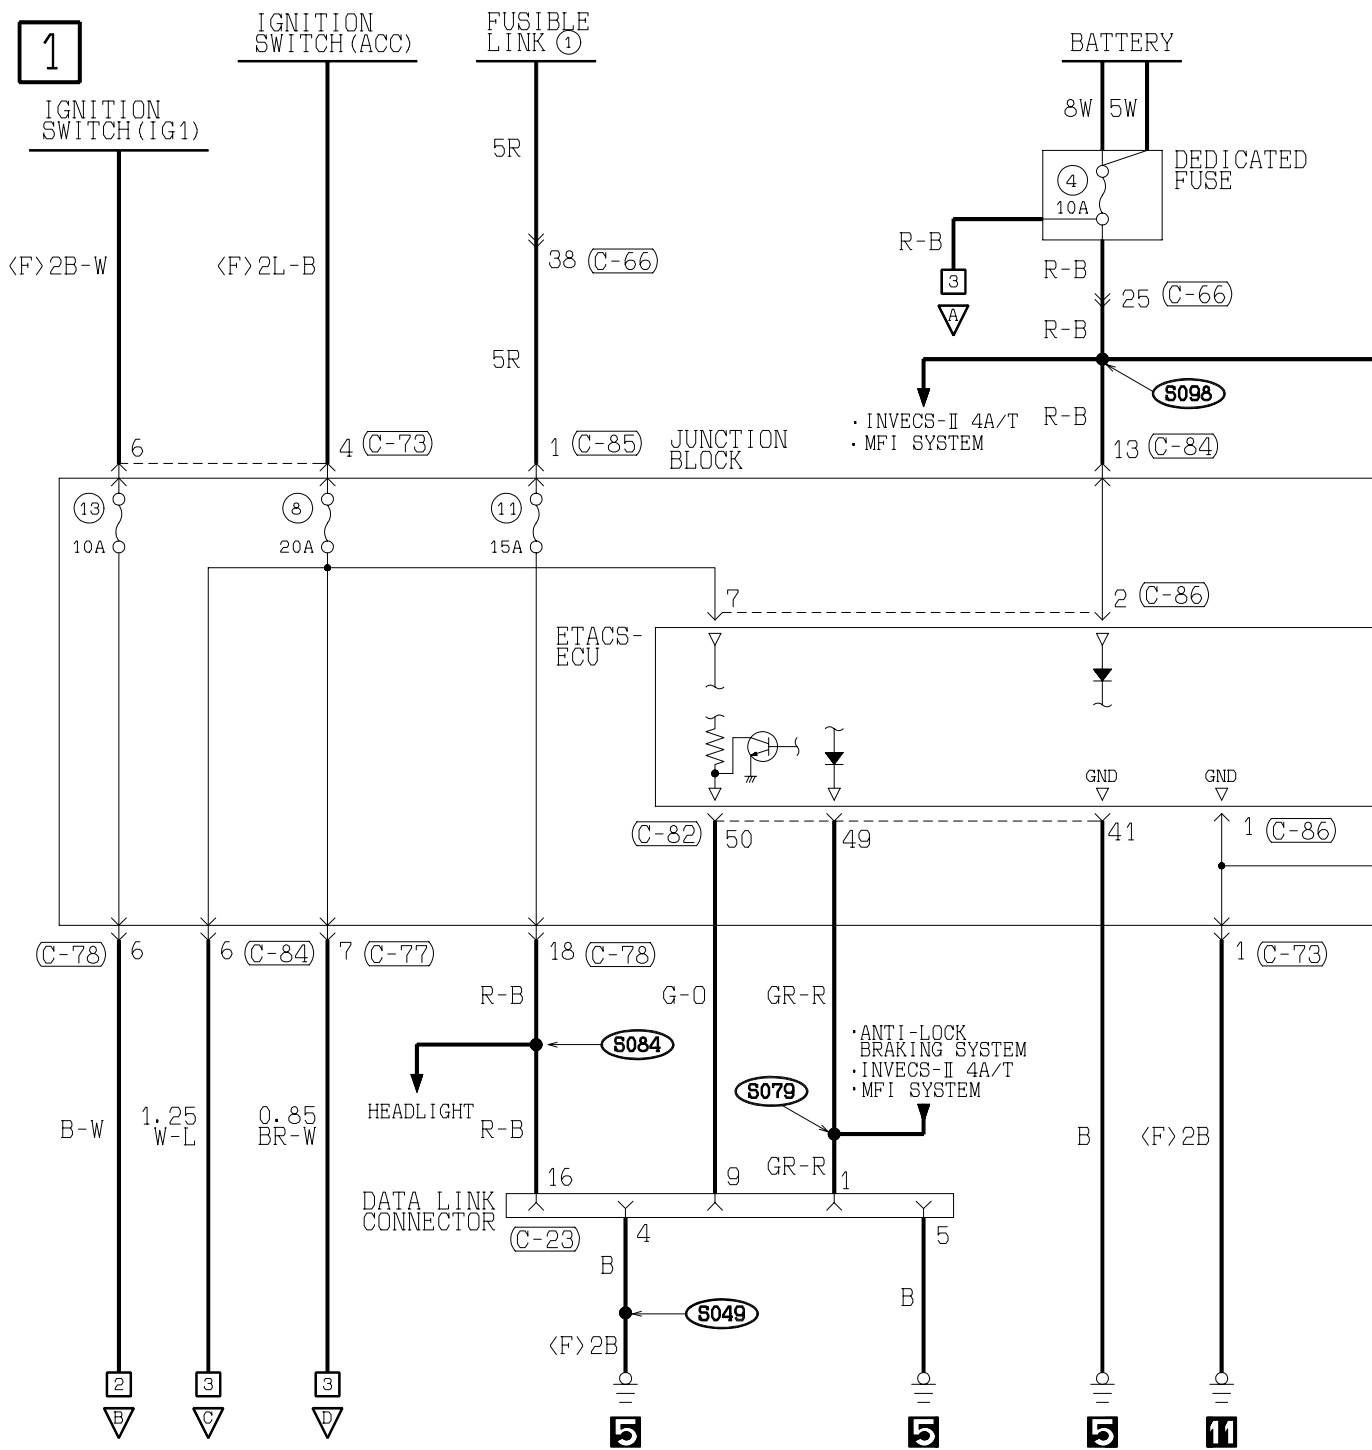 1
IGNITION
SWITCH(ACC)
FUSIBLE
LINK ①
BATTERY
IGNITION
SWITCH(IG1)
8W
5W
5R
DEDICATED
FUSE
4
10A
R-B
<F>2B-W
<F>2L-B
38
C-66
R-B
3
A
25
C-66
R-B
5R
S098
R-B
· INVECS-Ⅱ 4A/T
· MFI SYSTEM
6
4
C-73
1
C-85
JUNCTION
BLOCK
13
C-84
13
10A
8
20A
11
15A
7
2
C-86
ETACS-
ECU
GND
GND
C-82
50
49
41
1
C-86
C-78
6
6
C-84
7
C-77
18
C-78
1
C-73
R-B
G-O
GR-R
S084
·ANTI-LOCK
BRAKING SYSTEM
·INVECS-Ⅱ 4A/T
·MFI SYSTEM
S079
HEADLIGHT
B-W
1.25
W-L
0.85
BR-W
R-B
B
<F>2B
GR-R
16
9
1
DATA LINK
CONNECTOR
C-23
4
5
B
B
S049
<F>2B
2
3
3
B
C
D
5
5
5
11